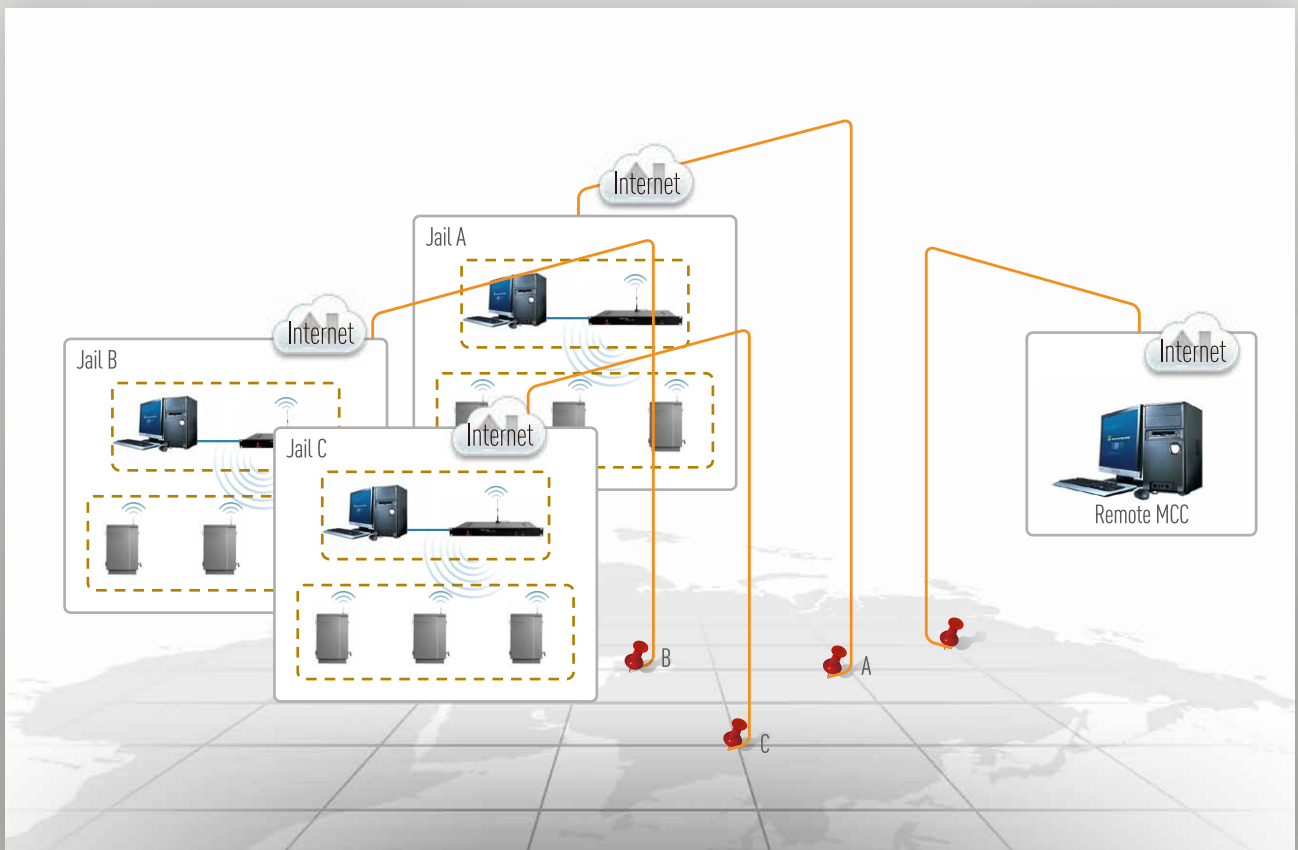 Internet
Jail A
Internet
Jail B
Internet
Jail C
Internet
Remote MCC
B
A
C